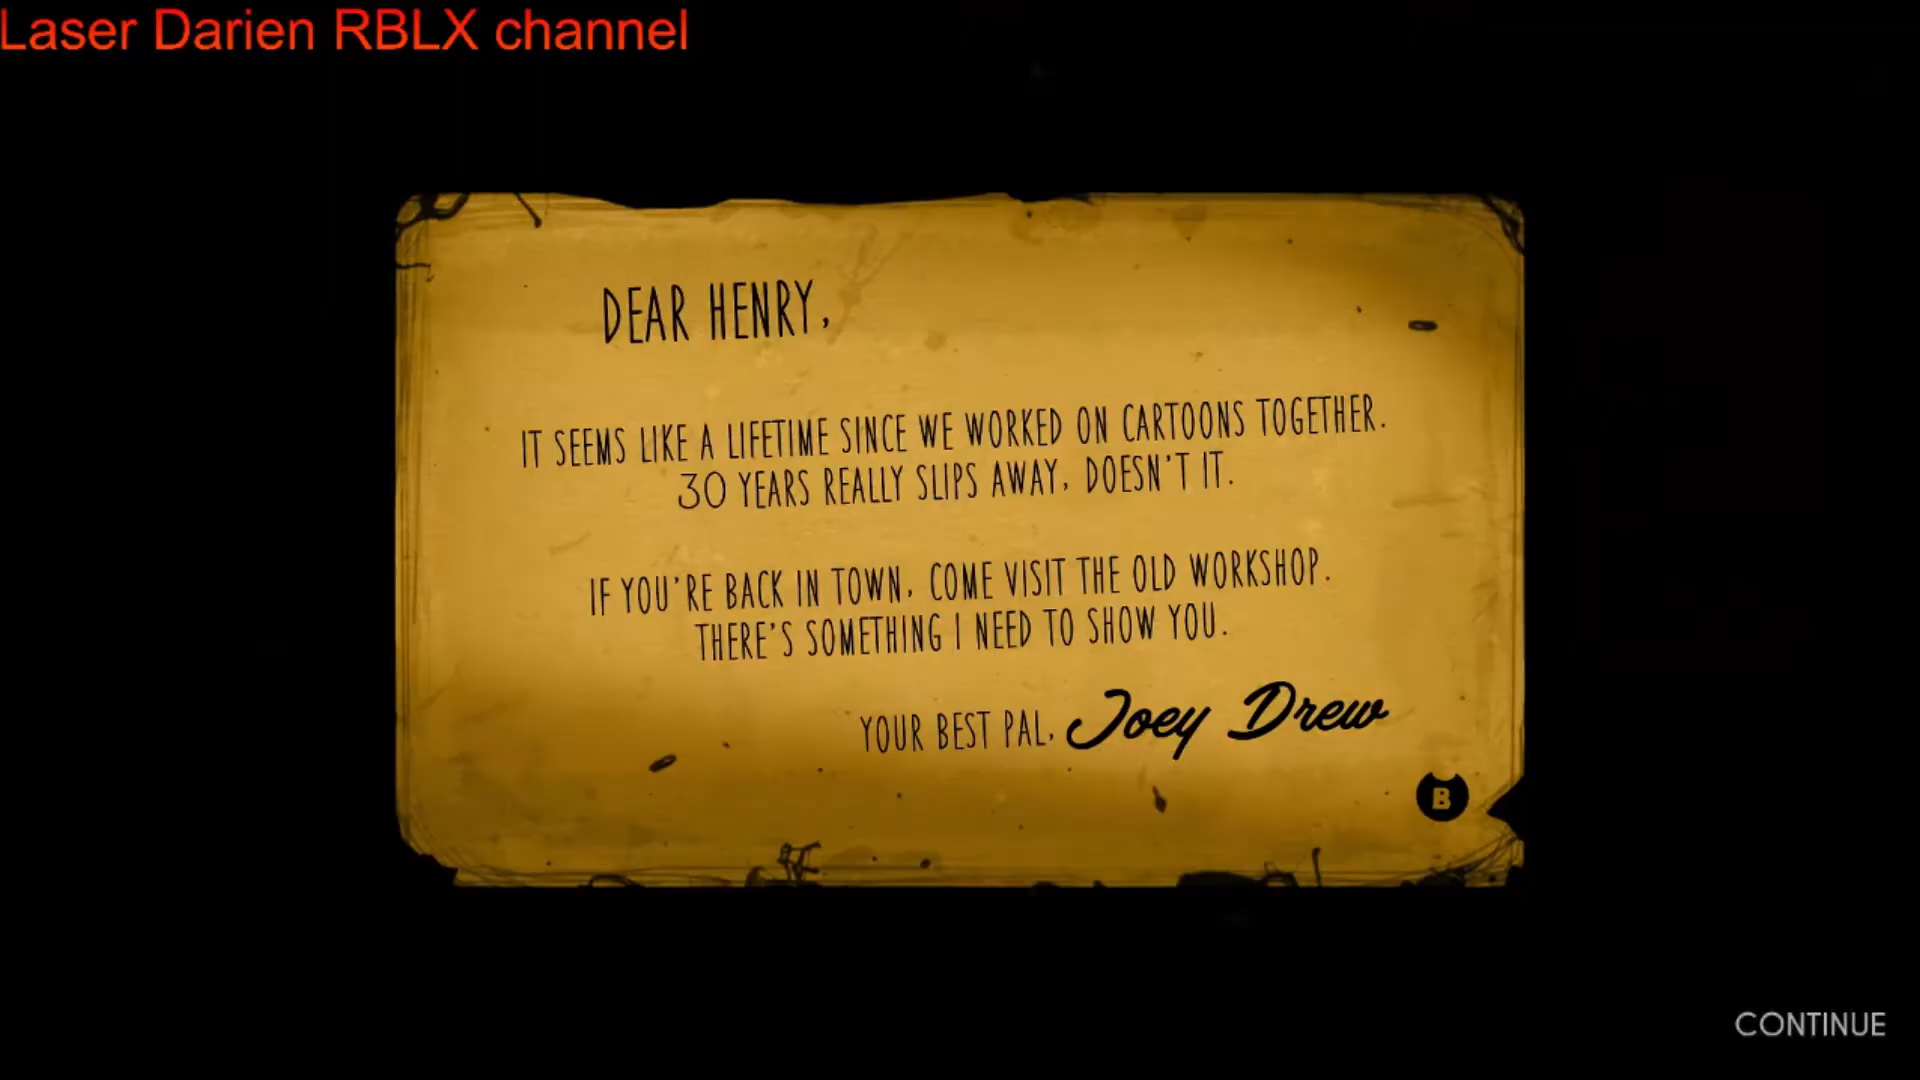 Laser Darien RBLX channel
DEAR HENRY,
IT SEEMS LIKE A LIFETIME SINCE WE WORKED ON CARTOONS TOGETHER.
30 YEARS REALLY SLIPS AWAY, DOESN'T IT.
IF YOU'RE BACK IN TOWN, COME VISIT THE OLD WORKSHOP.
THERE'S SOMETHING I NEED TO SHOW YOU.
YOUR BEST PAL, Joey Drew
B
CONTINUE